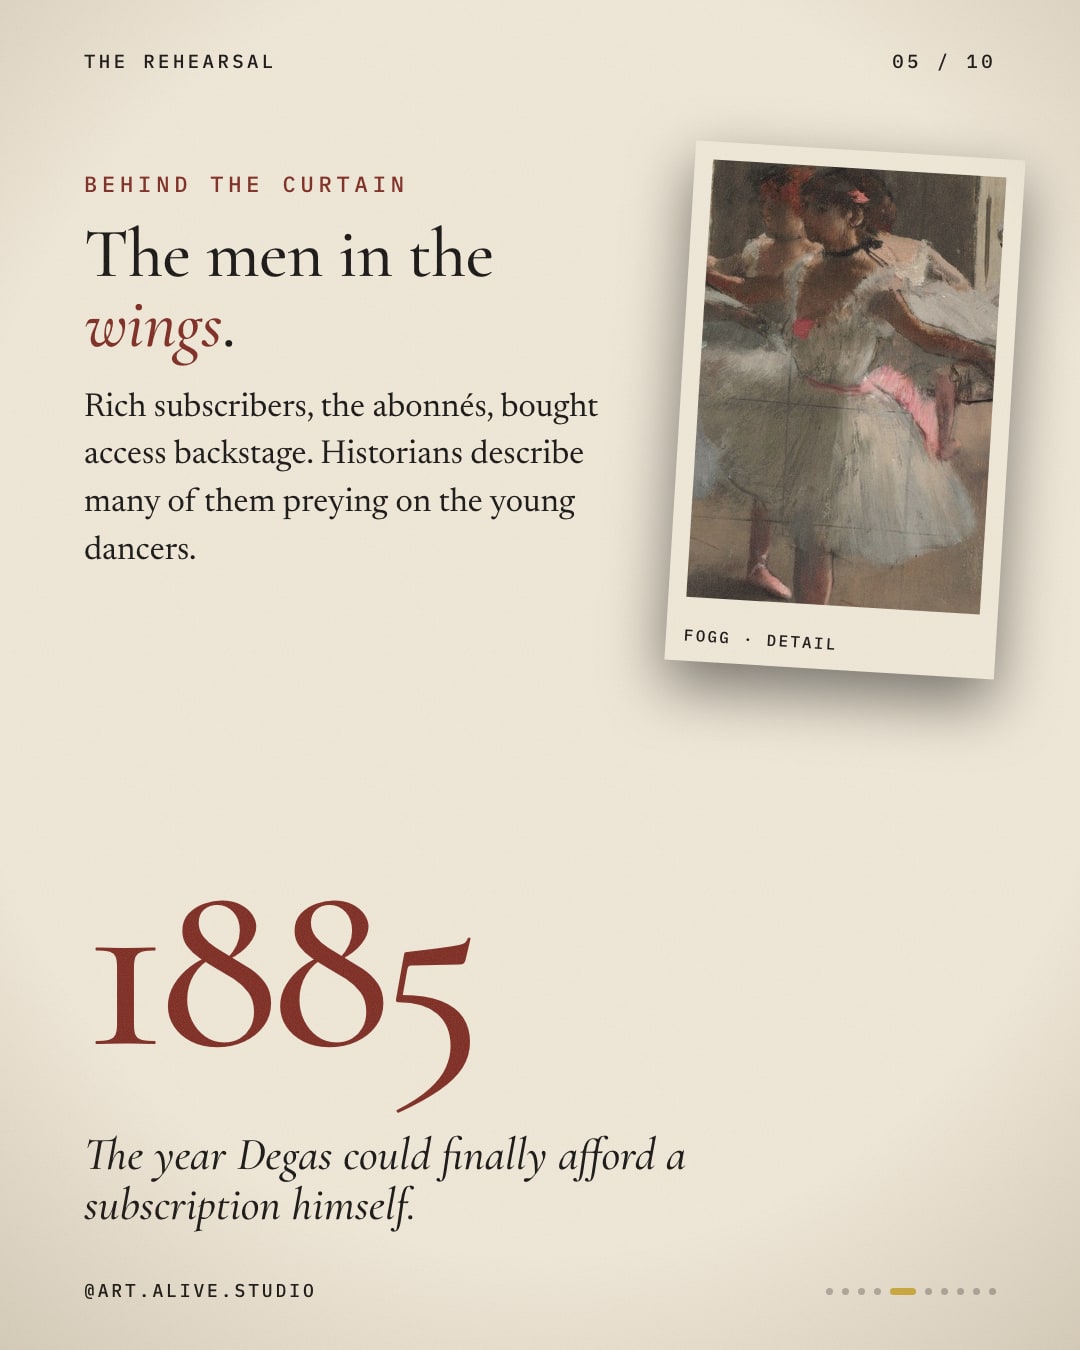 THE REHEARSAL
05 / 10
BEHIND THE CURTAIN
The men in the
wings.
Rich subscribers, the abonnés, bought
access backstage. Historians describe
many of them preying on the young
dancers.
FOGG · DETAIL
1885
The year Degas could finally afford a
subscription himself.
@ART.ALIVE.STUDIO